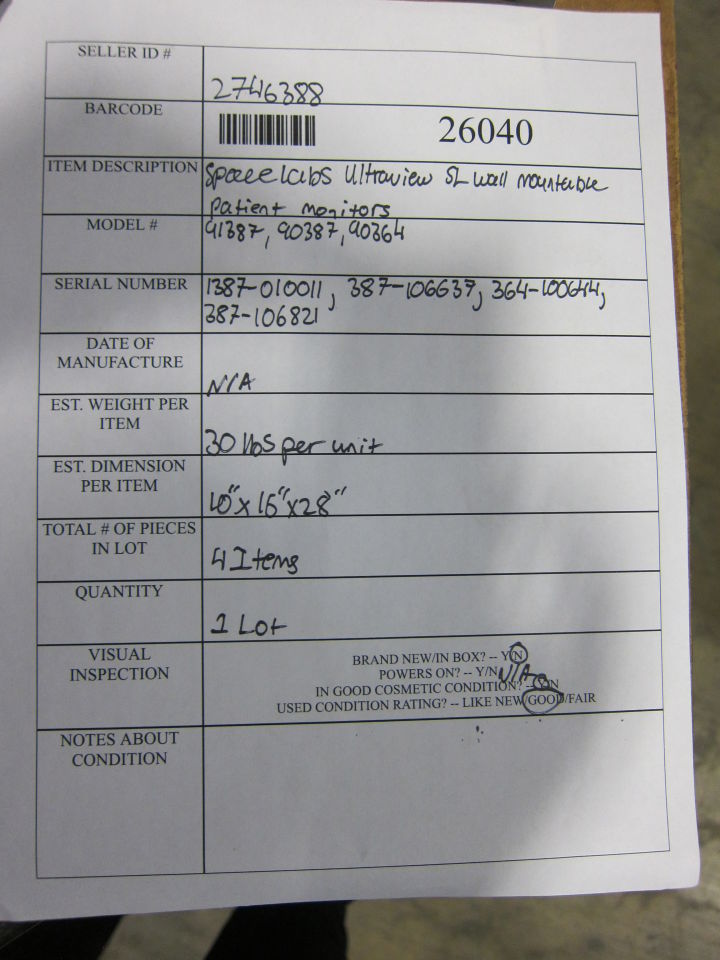 SELLER ID #
2746388
BARCODE
26040
ITEM DESCRIPTION
Spacelabs Ultraview SL wall mountable
patient monitors
MODEL #
91387, 90387, 90364
SERIAL NUMBER
1387-010011, 387-106637, 364-100644,
387-106821
DATE OF
MANUFACTURE
N/A
EST. WEIGHT PER
ITEM
30 lbs per unit
EST. DIMENSION
PER ITEM
10"x16"x28"
TOTAL # OF PIECES
IN LOT
4 Items
QUANTITY
1 Lot
VISUAL
INSPECTION
BRAND NEW/IN BOX? -- Y/N
POWERS ON? -- Y/N N/A
IN GOOD COSMETIC CONDITION? -- Y/N
USED CONDITION RATING? -- LIKE NEW/GOOD/FAIR
NOTES ABOUT
CONDITION